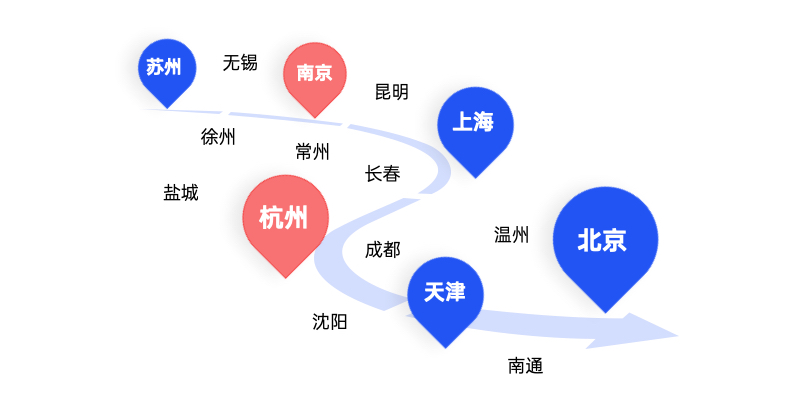 苏州
无锡
南京
昆明
上海
徐州
常州
长春
盐城
杭州
成都
温州
北京
天津
沈阳
南通